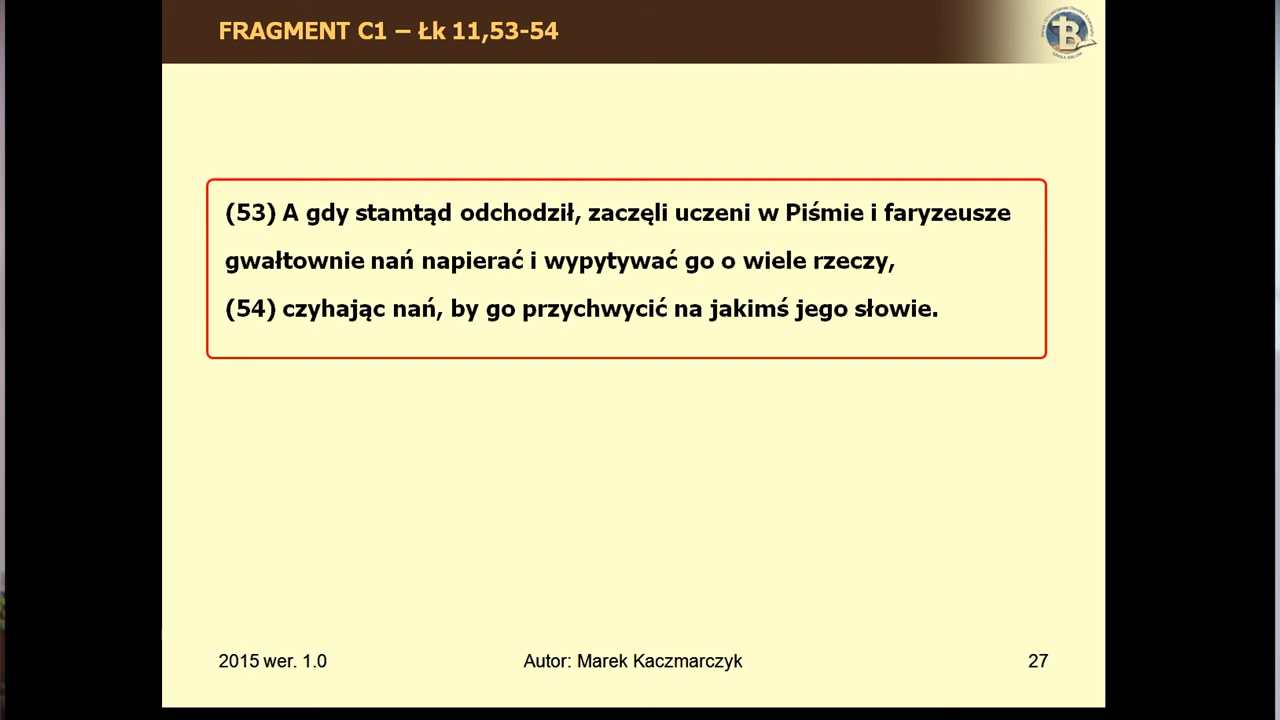 FRAGMENT C1 – Łk 11,53-54
(53) A gdy stamtąd odchodził, zaczęli uczeni w Piśmie i faryzeusze
gwałtownie nań napierać i wypytywać go o wiele rzeczy,
(54) czyhając nań, by go przychwycić na jakimś jego słowie.
2015 wer. 1.0 Autor: Marek Kaczmarczyk 27